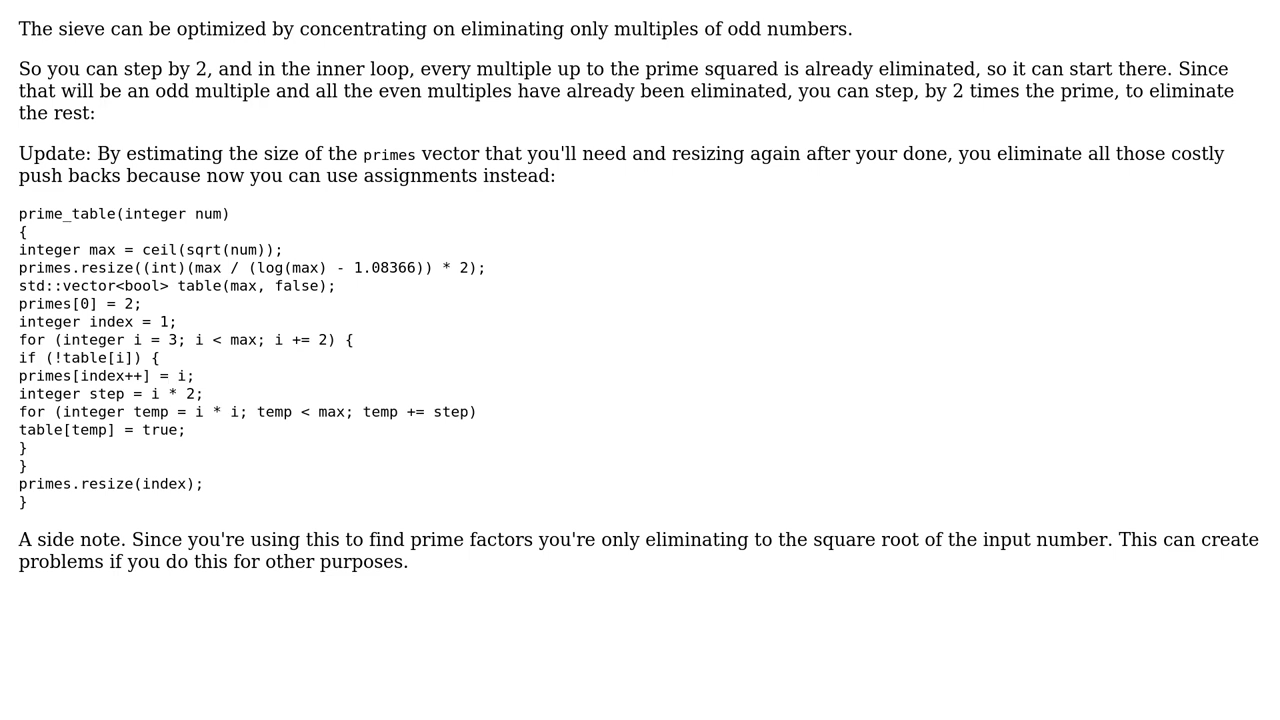 The sieve can be optimized by concentrating on eliminating only multiples of odd numbers.
So you can step by 2, and in the inner loop, every multiple up to the prime squared is already eliminated, so it can start there. Since
that will be an odd multiple and all the even multiples have already been eliminated, you can step, by 2 times the prime, to eliminate
the rest:
Update: By estimating the size of the primes vector that you'll need and resizing again after your done, you eliminate all those costly
push backs because now you can use assignments instead:
prime_table(integer num)
{
integer max = ceil(sqrt(num));
primes.resize((int)(max / (log(max) - 1.08366)) * 2);
std::vector<bool> table(max, false);
primes[0] = 2;
integer index = 1;
for (integer i = 3; i < max; i += 2) {
if (!table[i]) {
primes[index++] = i;
integer step = i * 2;
for (integer temp = i * i; temp < max; temp += step)
table[temp] = true;
}
}
primes.resize(index);
}
A side note. Since you're using this to find prime factors you're only eliminating to the square root of the input number. This can create
problems if you do this for other purposes.